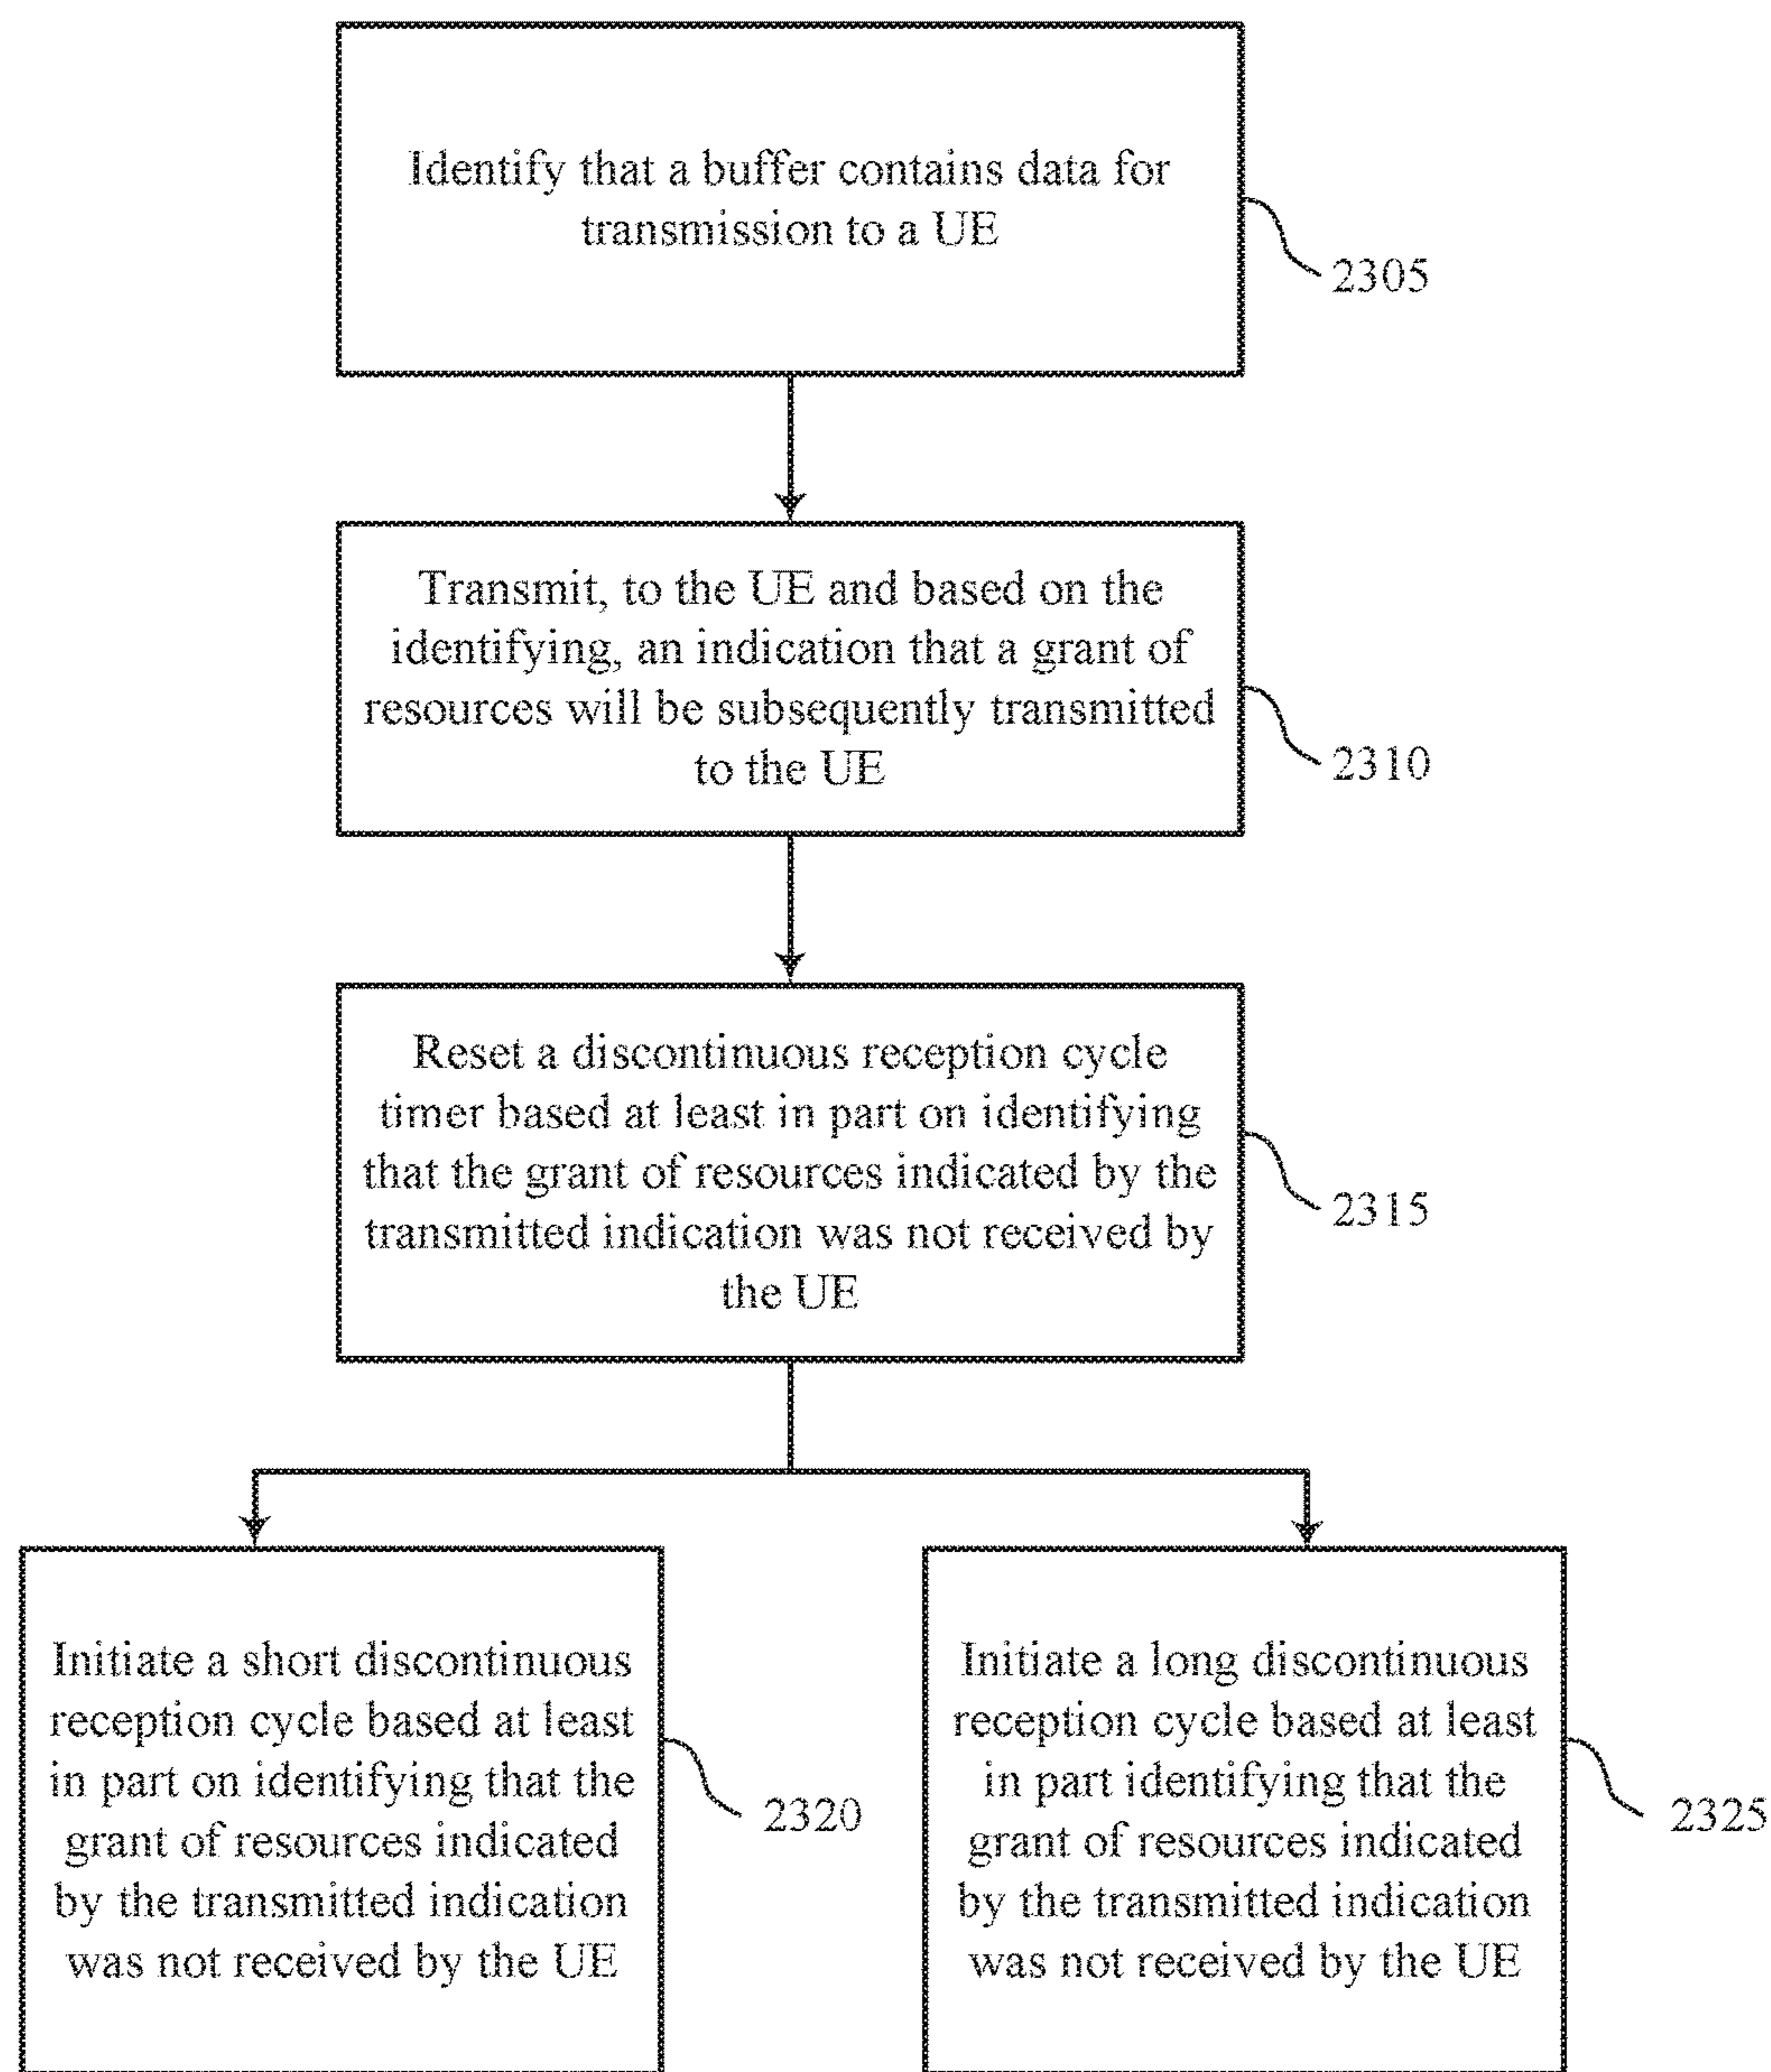 Identify that a buffer contains data for
transmission to a UE
2305
Transmit, to the UE and based on the
identifying, an indication that a grant of
resources will be subsequently transmitted
to the UE
2310
Reset a discontinuous reception cycle
timer based at least in part on identifying
that the grant of resources indicated by the
transmitted indication was not received by
the UE
2315
Initiate a short discontinuous
reception cycle based at least
in part on identifying that the
grant of resources indicated
by the transmitted indication
was not received by the UE
2320
Initiate a long discontinuous
reception cycle based at least
in part identifying that the
grant of resources indicated
by the transmitted indication
was not received by the UE
2325